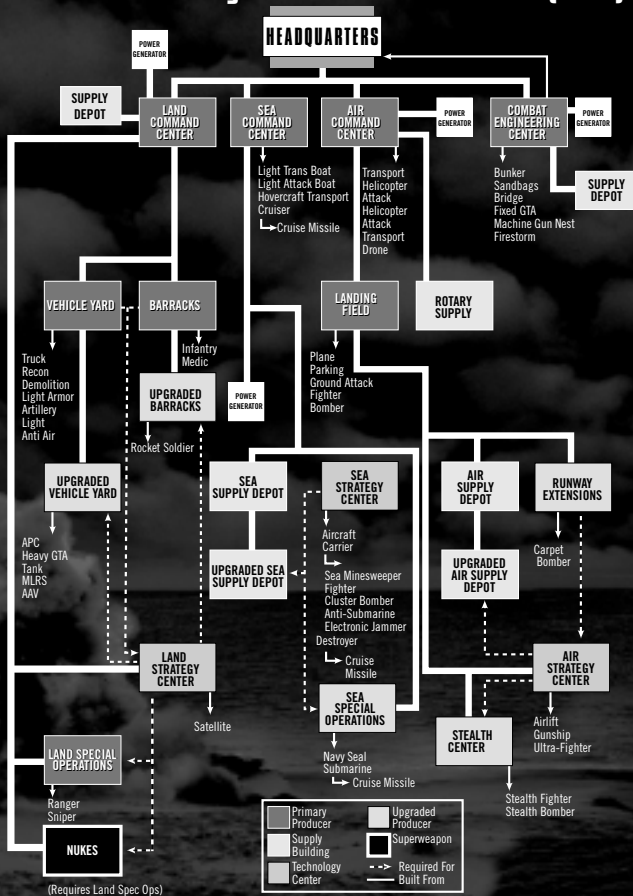 HEADQUARTERS
POWER
GENERATOR
SUPPLY
DEPOT
LAND
COMMAND
CENTER
SEA
COMMAND
CENTER
AIR
COMMAND
CENTER
POWER
GENERATOR
COMBAT
ENGINEERING
CENTER
POWER
GENERATOR
SUPPLY
DEPOT
Light Trans Boat
Light Attack Boat
Hovercraft Transport
Cruiser
Cruise Missile
Transport
Helicopter
Attack
Helicopter
Attack
Transport
Drone
Bunker
Sandbags
Bridge
Fixed GTA
Machine Gun Nest
Firestorm
VEHICLE YARD
BARRACKS
LANDING
FIELD
ROTARY
SUPPLY
Truck
Recon
Demolition
Light Armor
Artillery
Light
Anti Air
Infantry
Medic
UPGRADED
BARRACKS
Rocket Soldier
POWER
GENERATOR
Plane
Parking
Ground Attack
Fighter
Bomber
UPGRADED
VEHICLE YARD
SEA
SUPPLY DEPOT
SEA
STRATEGY
CENTER
AIR
SUPPLY
DEPOT
RUNWAY
EXTENSIONS
APC
Heavy GTA
Tank
MLRS
AAV
UPGRADED SEA
SUPPLY DEPOT
Aircraft
Carrier
Sea Minesweeper
Fighter
Cluster Bomber
Anti-Submarine
Electronic Jammer
Destroyer
Cruise
Missile
UPGRADED
AIR SUPPLY
DEPOT
Carpet
Bomber
LAND
STRATEGY
CENTER
Satellite
SEA
SPECIAL
OPERATIONS
Navy Seal
Submarine
Cruise Missile
AIR
STRATEGY
CENTER
Airlift
Gunship
Ultra-Fighter
STEALTH
CENTER
Stealth Fighter
Stealth Bomber
LAND SPECIAL
OPERATIONS
Ranger
Sniper
NUKES
(Requires Land Spec Ops)
Primary
Producer
Supply
Building
Technology
Center
Upgraded
Producer
Superweapon
Required For
Built From